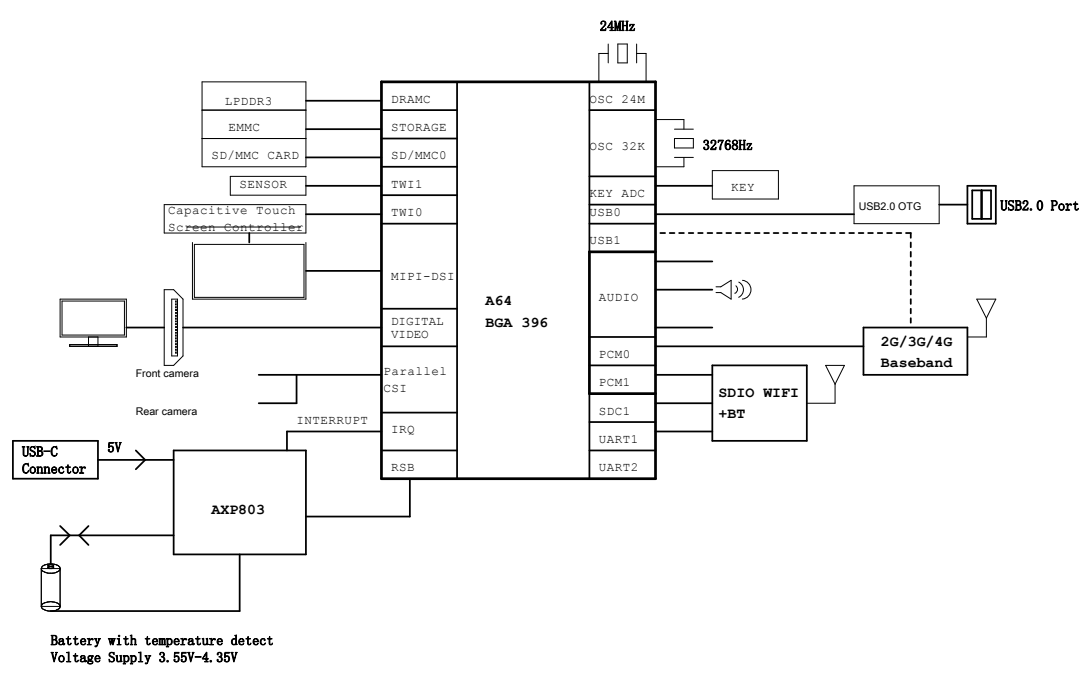 24MHz
LPDDR3
EMMC
SD/MMC CARD
SENSOR
Capacitive Touch
Screen Controller
Front camera
Rear camera
INTERRUPT
USB-C
Connector
5V
AXP803
Battery with temperature detect
Voltage Supply 3.55V-4.35V
DRAMC
STORAGE
SD/MMC0
TWI1
TWI0
MIPI-DSI
DIGITAL
VIDEO
Parallel
CSI
IRQ
RSB
A64
BGA 396
OSC 24M
OSC 32K
KEY ADC
USB0
USB1
AUDIO
PCM0
PCM1
SDC1
UART1
UART2
32768Hz
KEY
USB2.0 OTG
USB2.0 Port
2G/3G/4G
Baseband
SDIO WIFI
+BT